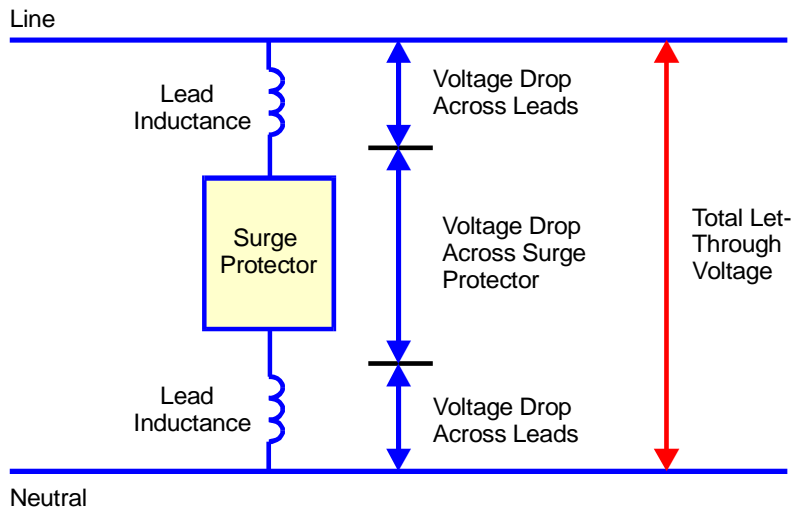 Line
Lead
Inductance
Voltage Drop
Across Leads
Surge
Protector
Voltage Drop
Across Surge
Protector
Total Let-
Through
Voltage
Lead
Inductance
Voltage Drop
Across Leads
Neutral